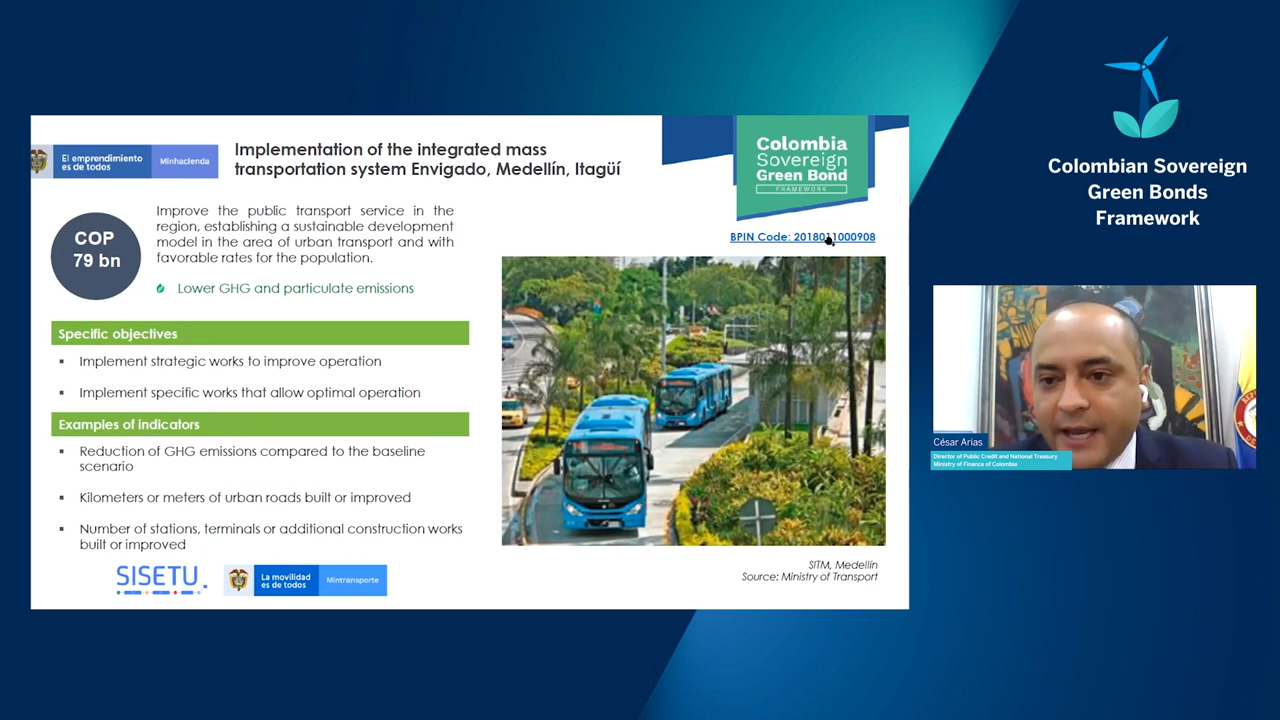 Colombian Sovereign
Green Bonds
Framework
El emprendimiento
es de todos
Minhacienda
Implementation of the integrated mass
transportation system Envigado, Medellín, Itagüí
Colombia
Sovereign
Green Bond
FRAMEWORK
BPIN Code: 2018011000908
COP
79 bn
Improve the public transport service in the
region, establishing a sustainable development
model in the area of urban transport and with
favorable rates for the population.
Lower GHG and particulate emissions
Specific objectives
▪ Implement strategic works to improve operation
▪ Implement specific works that allow optimal operation
Examples of indicators
▪ Reduction of GHG emissions compared to the baseline
scenario
▪ Kilometers or meters of urban roads built or improved
▪ Number of stations, terminals or additional construction works
built or improved
SISETU.
La movilidad
es de todos
Mintransporte
SITM, Medellín
Source: Ministry of Transport
César Arias
Director of Public Credit and National Treasury
Ministry of Finance of Colombia